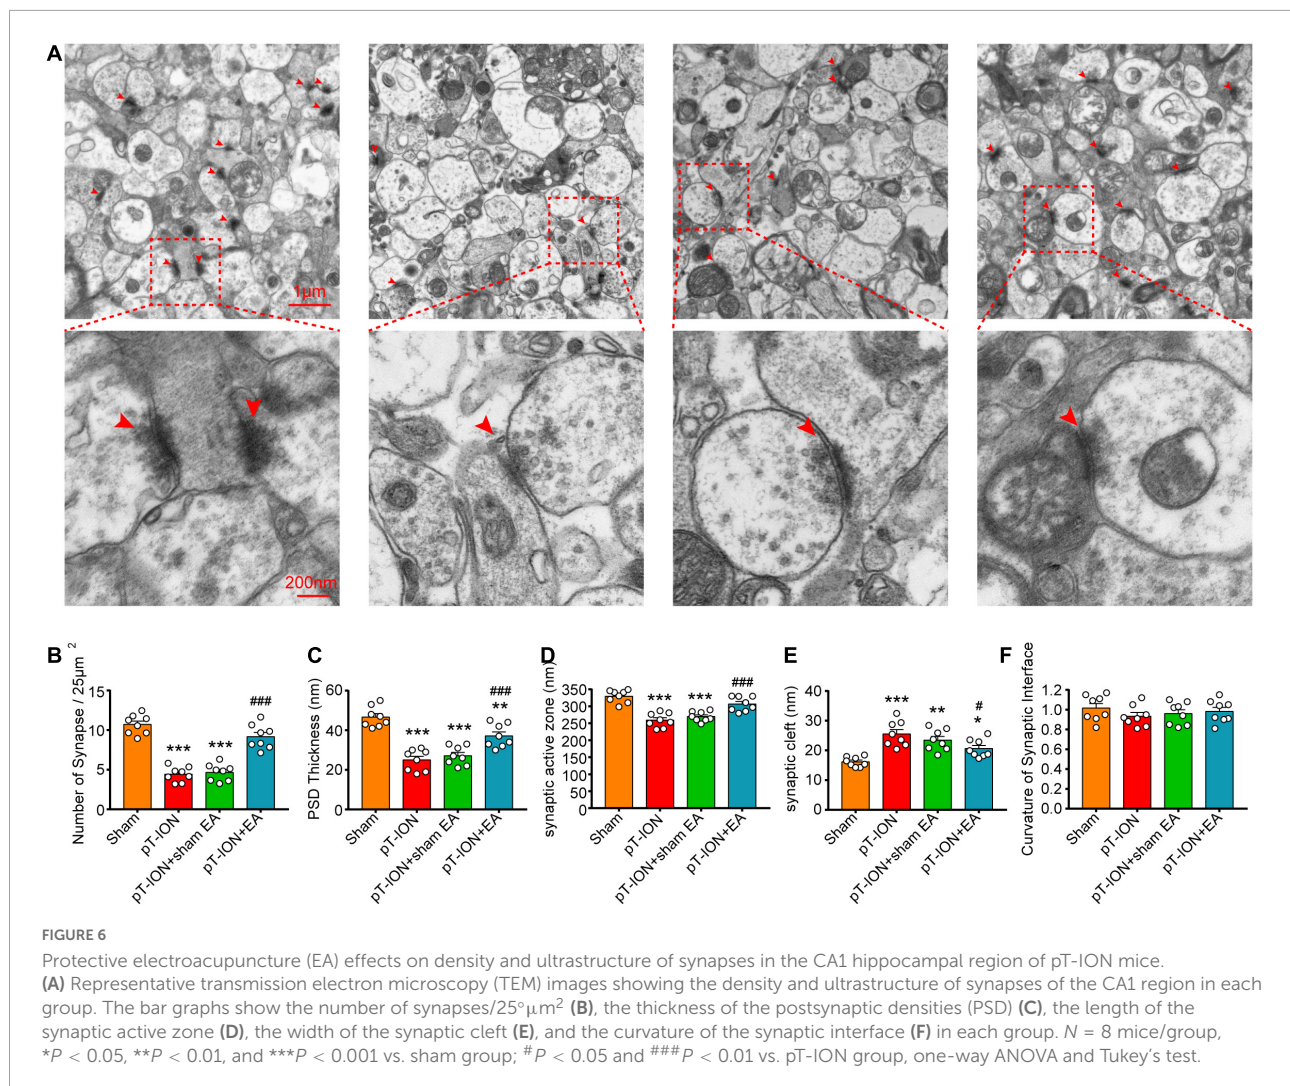 A
1μm
200nm
B
Number of Synapse / 25μm 2
15
10
5
0
***
***
###
Sham
pT-ION
pT-ION+sham EA
pT-ION+EA
C
PSD Thickness (nm)
60
40
20
0
***
***
###
**
Sham
pT-ION
pT-ION+sham EA
pT-ION+EA
D
synaptic active zone (nm)
350
300
250
200
150
100
50
0
***
***
###
Sham
pT-ION
pT-ION+sham EA
pT-ION+EA
E
synaptic cleft (nm)
40
30
20
10
0
***
**
#
*
Sham
pT-ION
pT-ION+sham EA
pT-ION+EA
F
Curvature of Synaptic Interface
1.2
1.0
0.8
0.6
0.4
0.2
0.0
Sham
pT-ION
pT-ION+sham EA
pT-ION+EA
FIGURE 6
Protective electroacupuncture (EA) effects on density and ultrastructure of synapses in the CA1 hippocampal region of pT-ION mice.
(A) Representative transmission electron microscopy (TEM) images showing the density and ultrastructure of synapses of the CA1 region in each
group. The bar graphs show the number of synapses/25°μm² (B), the thickness of the postsynaptic densities (PSD) (C), the length of the
synaptic active zone (D), the width of the synaptic cleft (E), and the curvature of the synaptic interface (F) in each group. N = 8 mice/group,
*P < 0.05, **P < 0.01, and ***P < 0.001 vs. sham group; #P < 0.05 and ###P < 0.01 vs. pT-ION group, one-way ANOVA and Tukey's test.